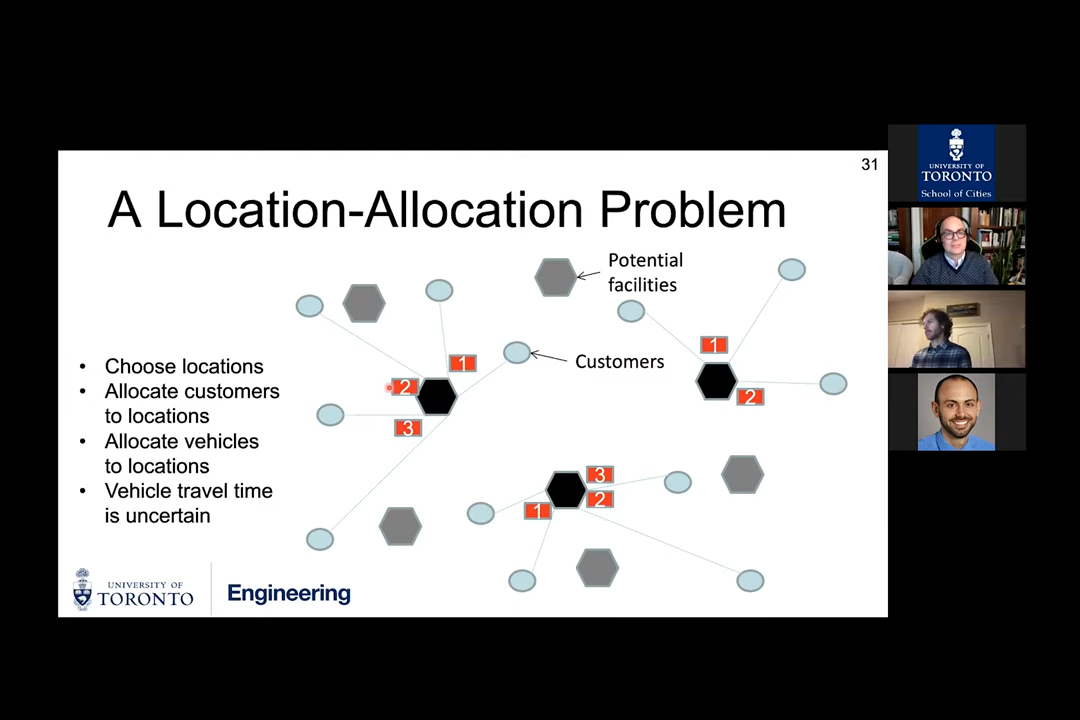 31
A Location-Allocation Problem
Potential
facilities
Customers
1
2
3
1
2
3
2
1
• Choose locations
• Allocate customers
to locations
• Allocate vehicles
to locations
• Vehicle travel time
is uncertain
UNIVERSITY OF
TORONTO
Engineering
UNIVERSITY OF
TORONTO
School of Cities